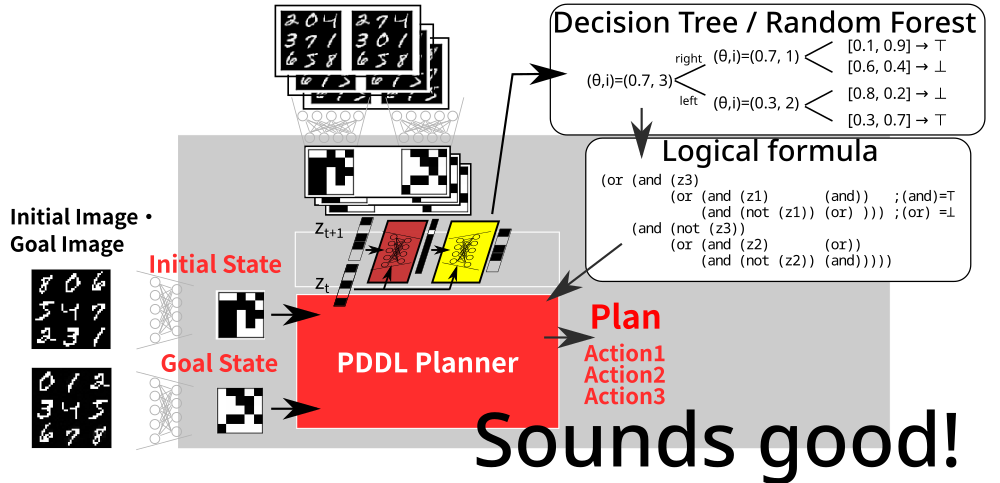 2 0 4 2 7 4
3 7 1 3 0 1
6 5 8 6 5 8
Decision Tree / Random Forest
(θ,i)=(0.7, 3)
right
left
(θ,i)=(0.7, 1)
(θ,i)=(0.3, 2)
[0.1, 0.9] → ⊤
[0.6, 0.4] → ⊥
[0.8, 0.2] → ⊥
[0.3, 0.7] → ⊤
Logical formula
(or (and (z3)
(or (and (z1) (and)) ;(and)=⊤
(and (not (z1)) (or) ))) ;(or) =⊥
(and (not (z3))
(or (and (z2) (or))
(and (not (z2)) (and)))))
Initial Image・
Goal Image
8 0 6
5 4 7
2 3 1
0 1 2
3 4 5
6 7 8
Initial State
Goal State
zt+1
zt
PDDL Planner
Plan
Action1
Action2
Action3
Sounds good!